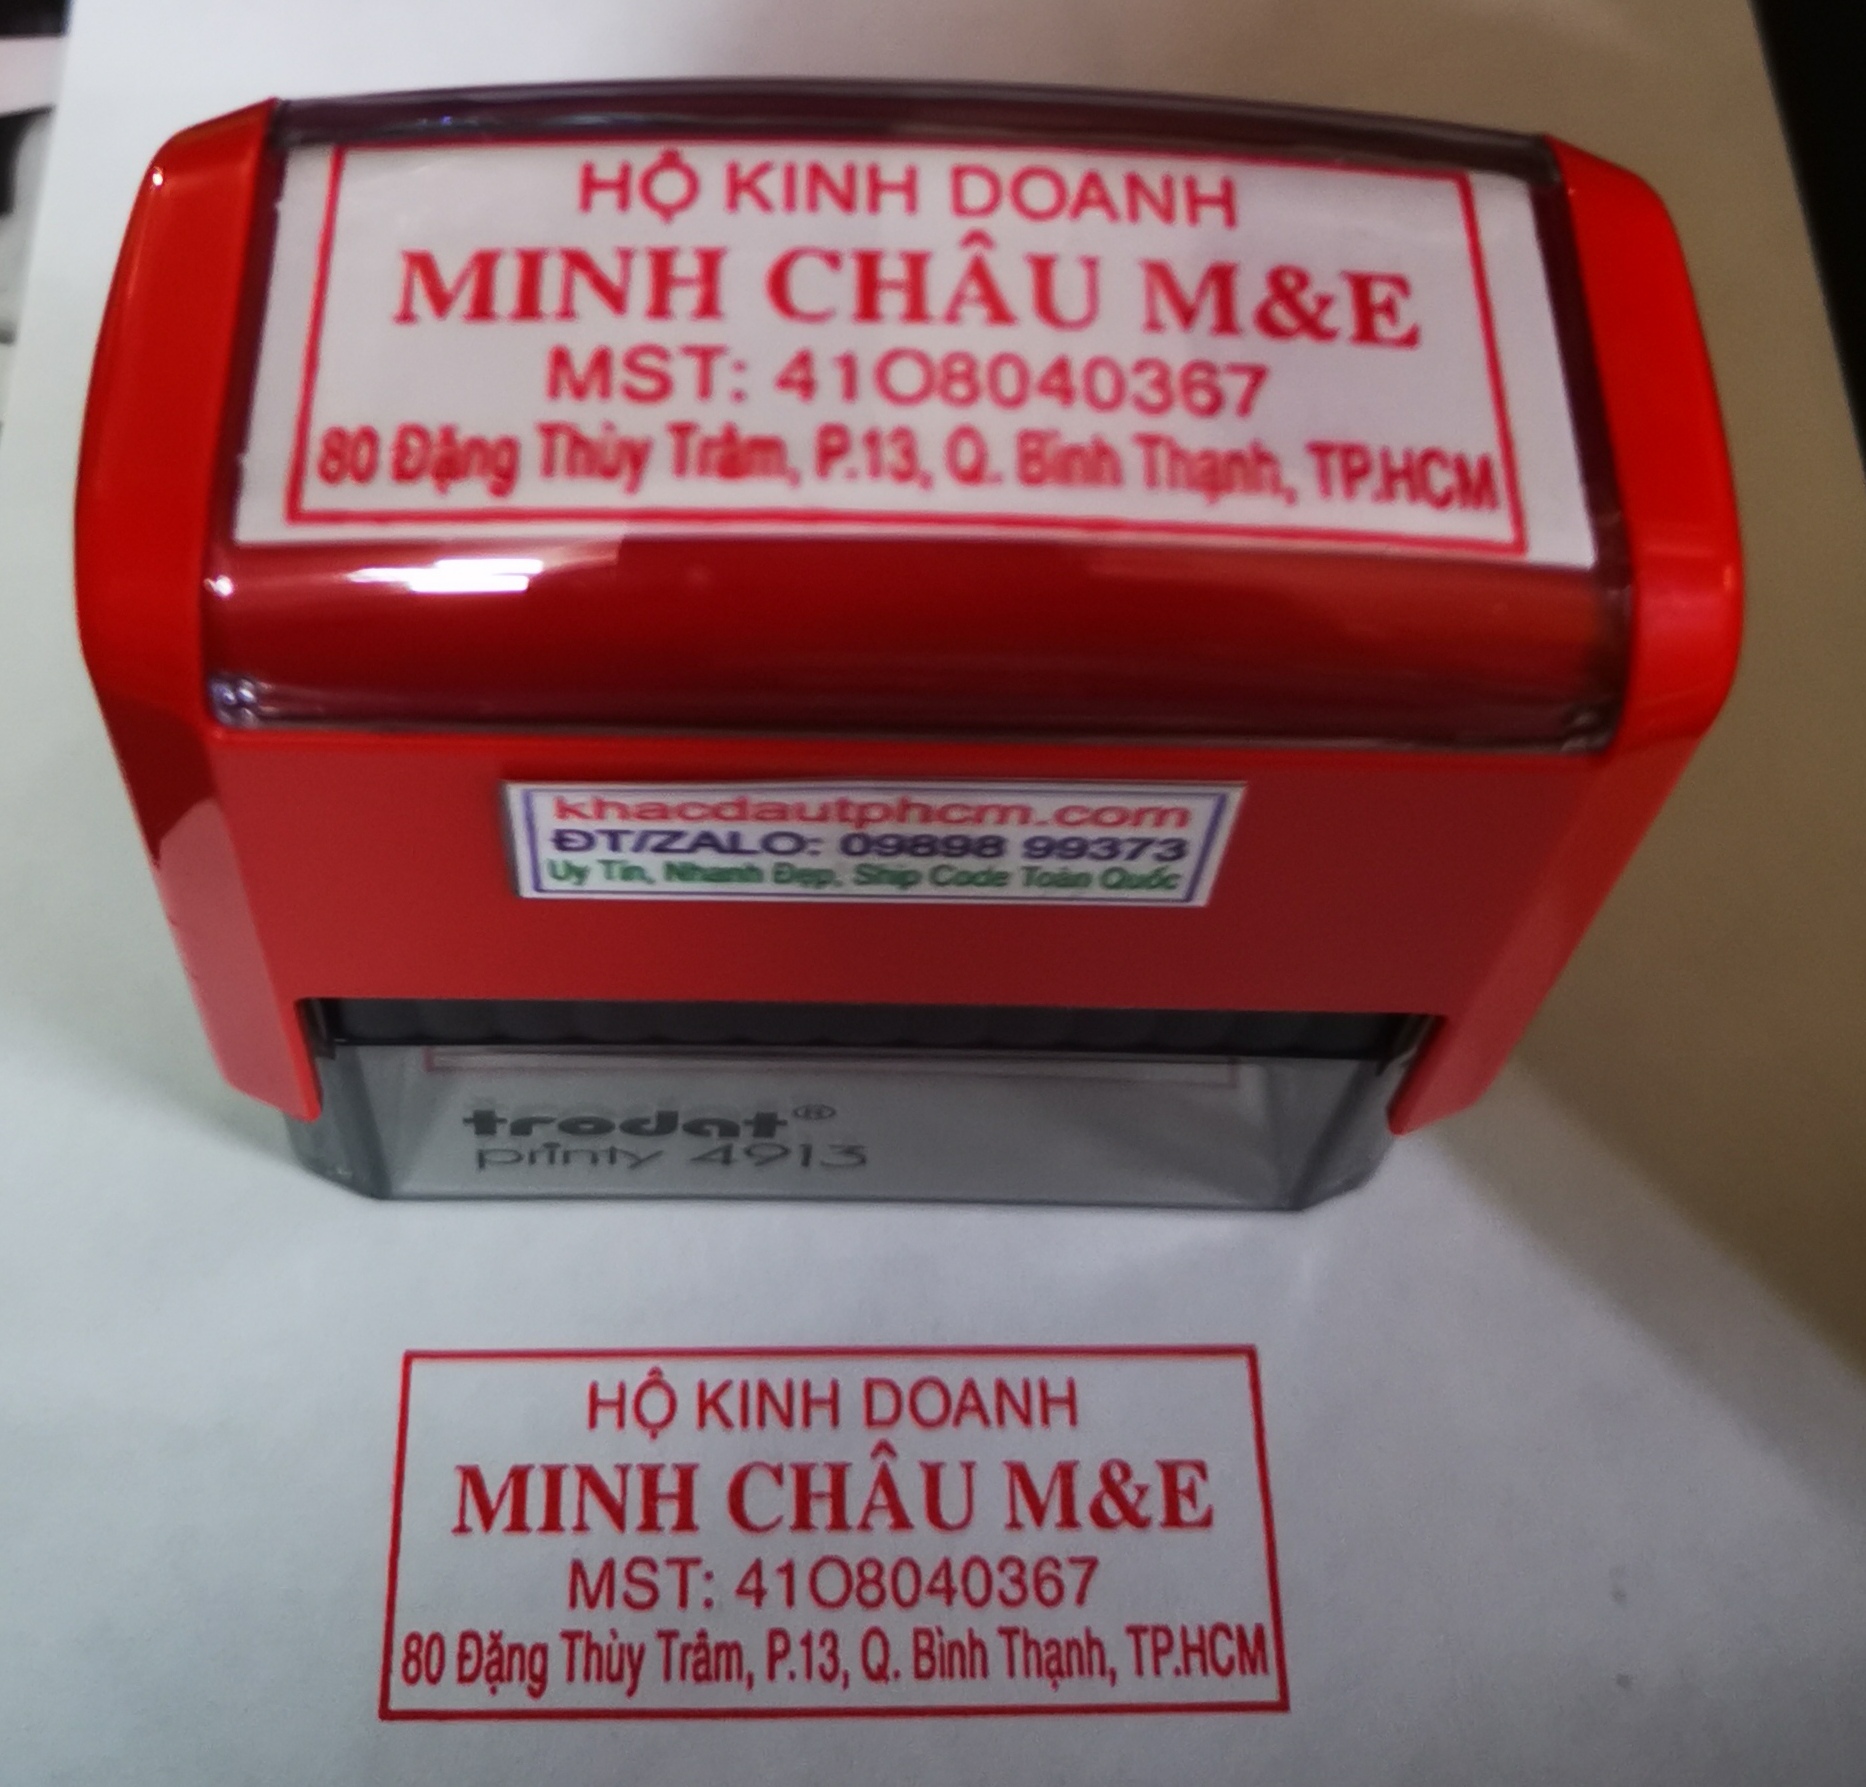 HỘ KINH DOANH
MINH CHÂU M&E
MST: 41O8040367
80 Đặng Thùy Trâm, P.13, Q. Bình Thạnh, TP.HCM
khacdautphcm.com
ĐT/ZALO: 09898 99373
Uy Tín, Nhanh Đẹp, Ship Code Toàn Quốc
trodat®
printy 4913
HỘ KINH DOANH
MINH CHÂU M&E
MST: 41O8040367
80 Đặng Thùy Trâm, P.13, Q. Bình Thạnh, TP.HCM